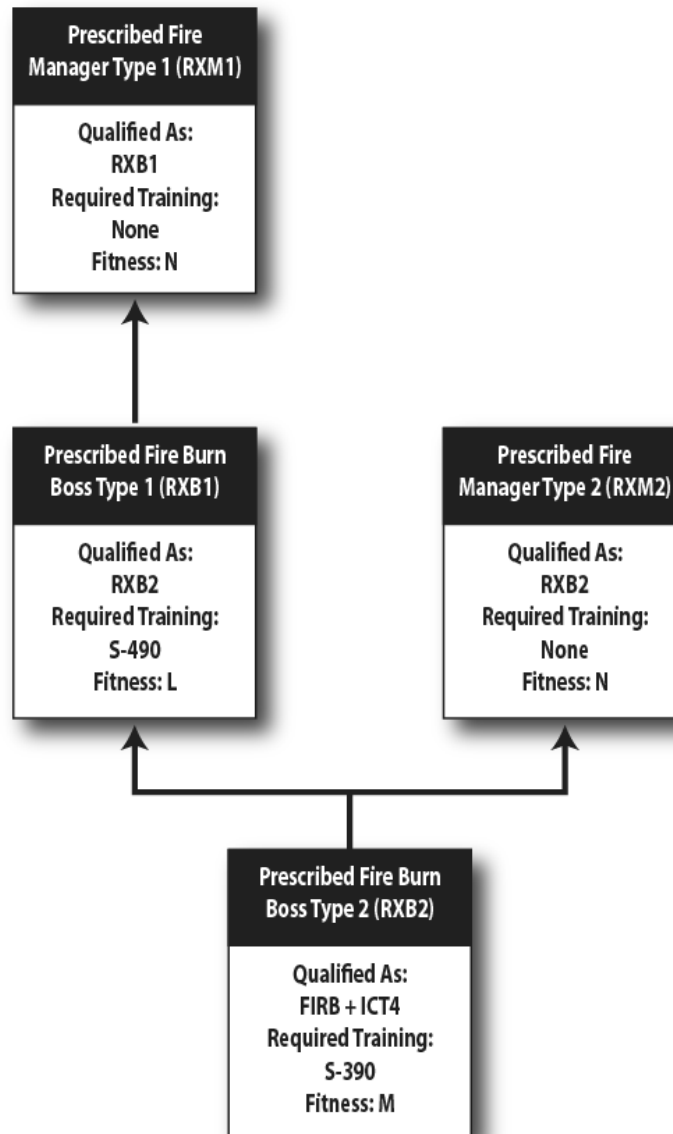 Prescribed Fire
Manager Type 1 (RXM1)
Qualified As:
RXB1
Required Training:
None
Fitness: N
Prescribed Fire Burn
Boss Type 1 (RXB1)
Qualified As:
RXB2
Required Training:
S-490
Fitness: L
Prescribed Fire
Manager Type 2 (RXM2)
Qualified As:
RXB2
Required Training:
None
Fitness: N
Prescribed Fire Burn
Boss Type 2 (RXB2)
Qualified As:
FIRB + ICT4
Required Training:
S-390
Fitness: M